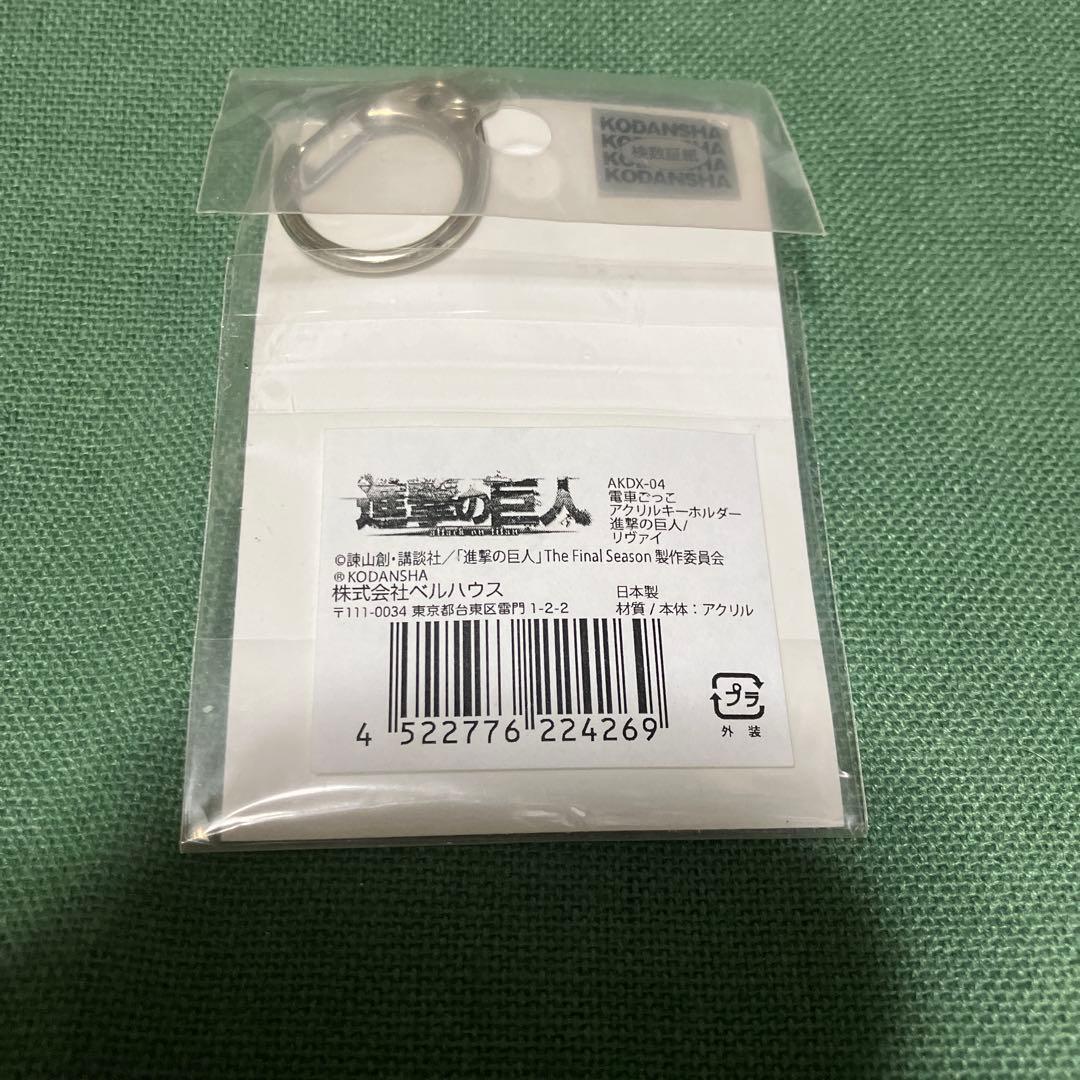 KODANSHA
検数証紙
KODANSHA
進撃の巨人
attack on titan
AKDX-04
電車ごっこ
アクリルキーホルダー
進撃の巨人/
リヴァイ
©諫山創・講談社／「進撃の巨人」The Final Season 製作委員会
®KODANSHA
株式会社ベルハウス
〒111-0034 東京都台東区雷門 1-2-2
日本製
材質 / 本体：アクリル
4 522776 224269
プラ
外 装